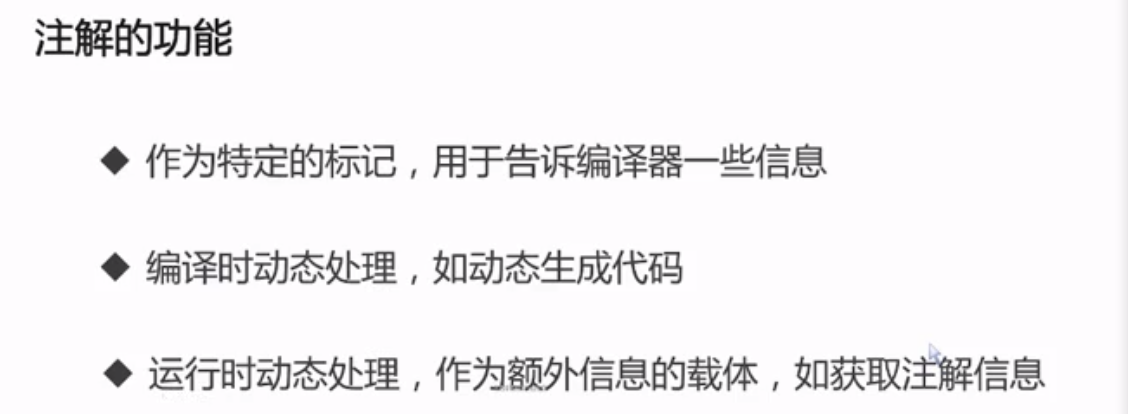 注解的功能
◆ 作为特定的标记，用于告诉编译器一些信息
◆ 编译时动态处理，如动态生成代码
◆ 运行时动态处理，作为额外信息的载体，如获取注解信息